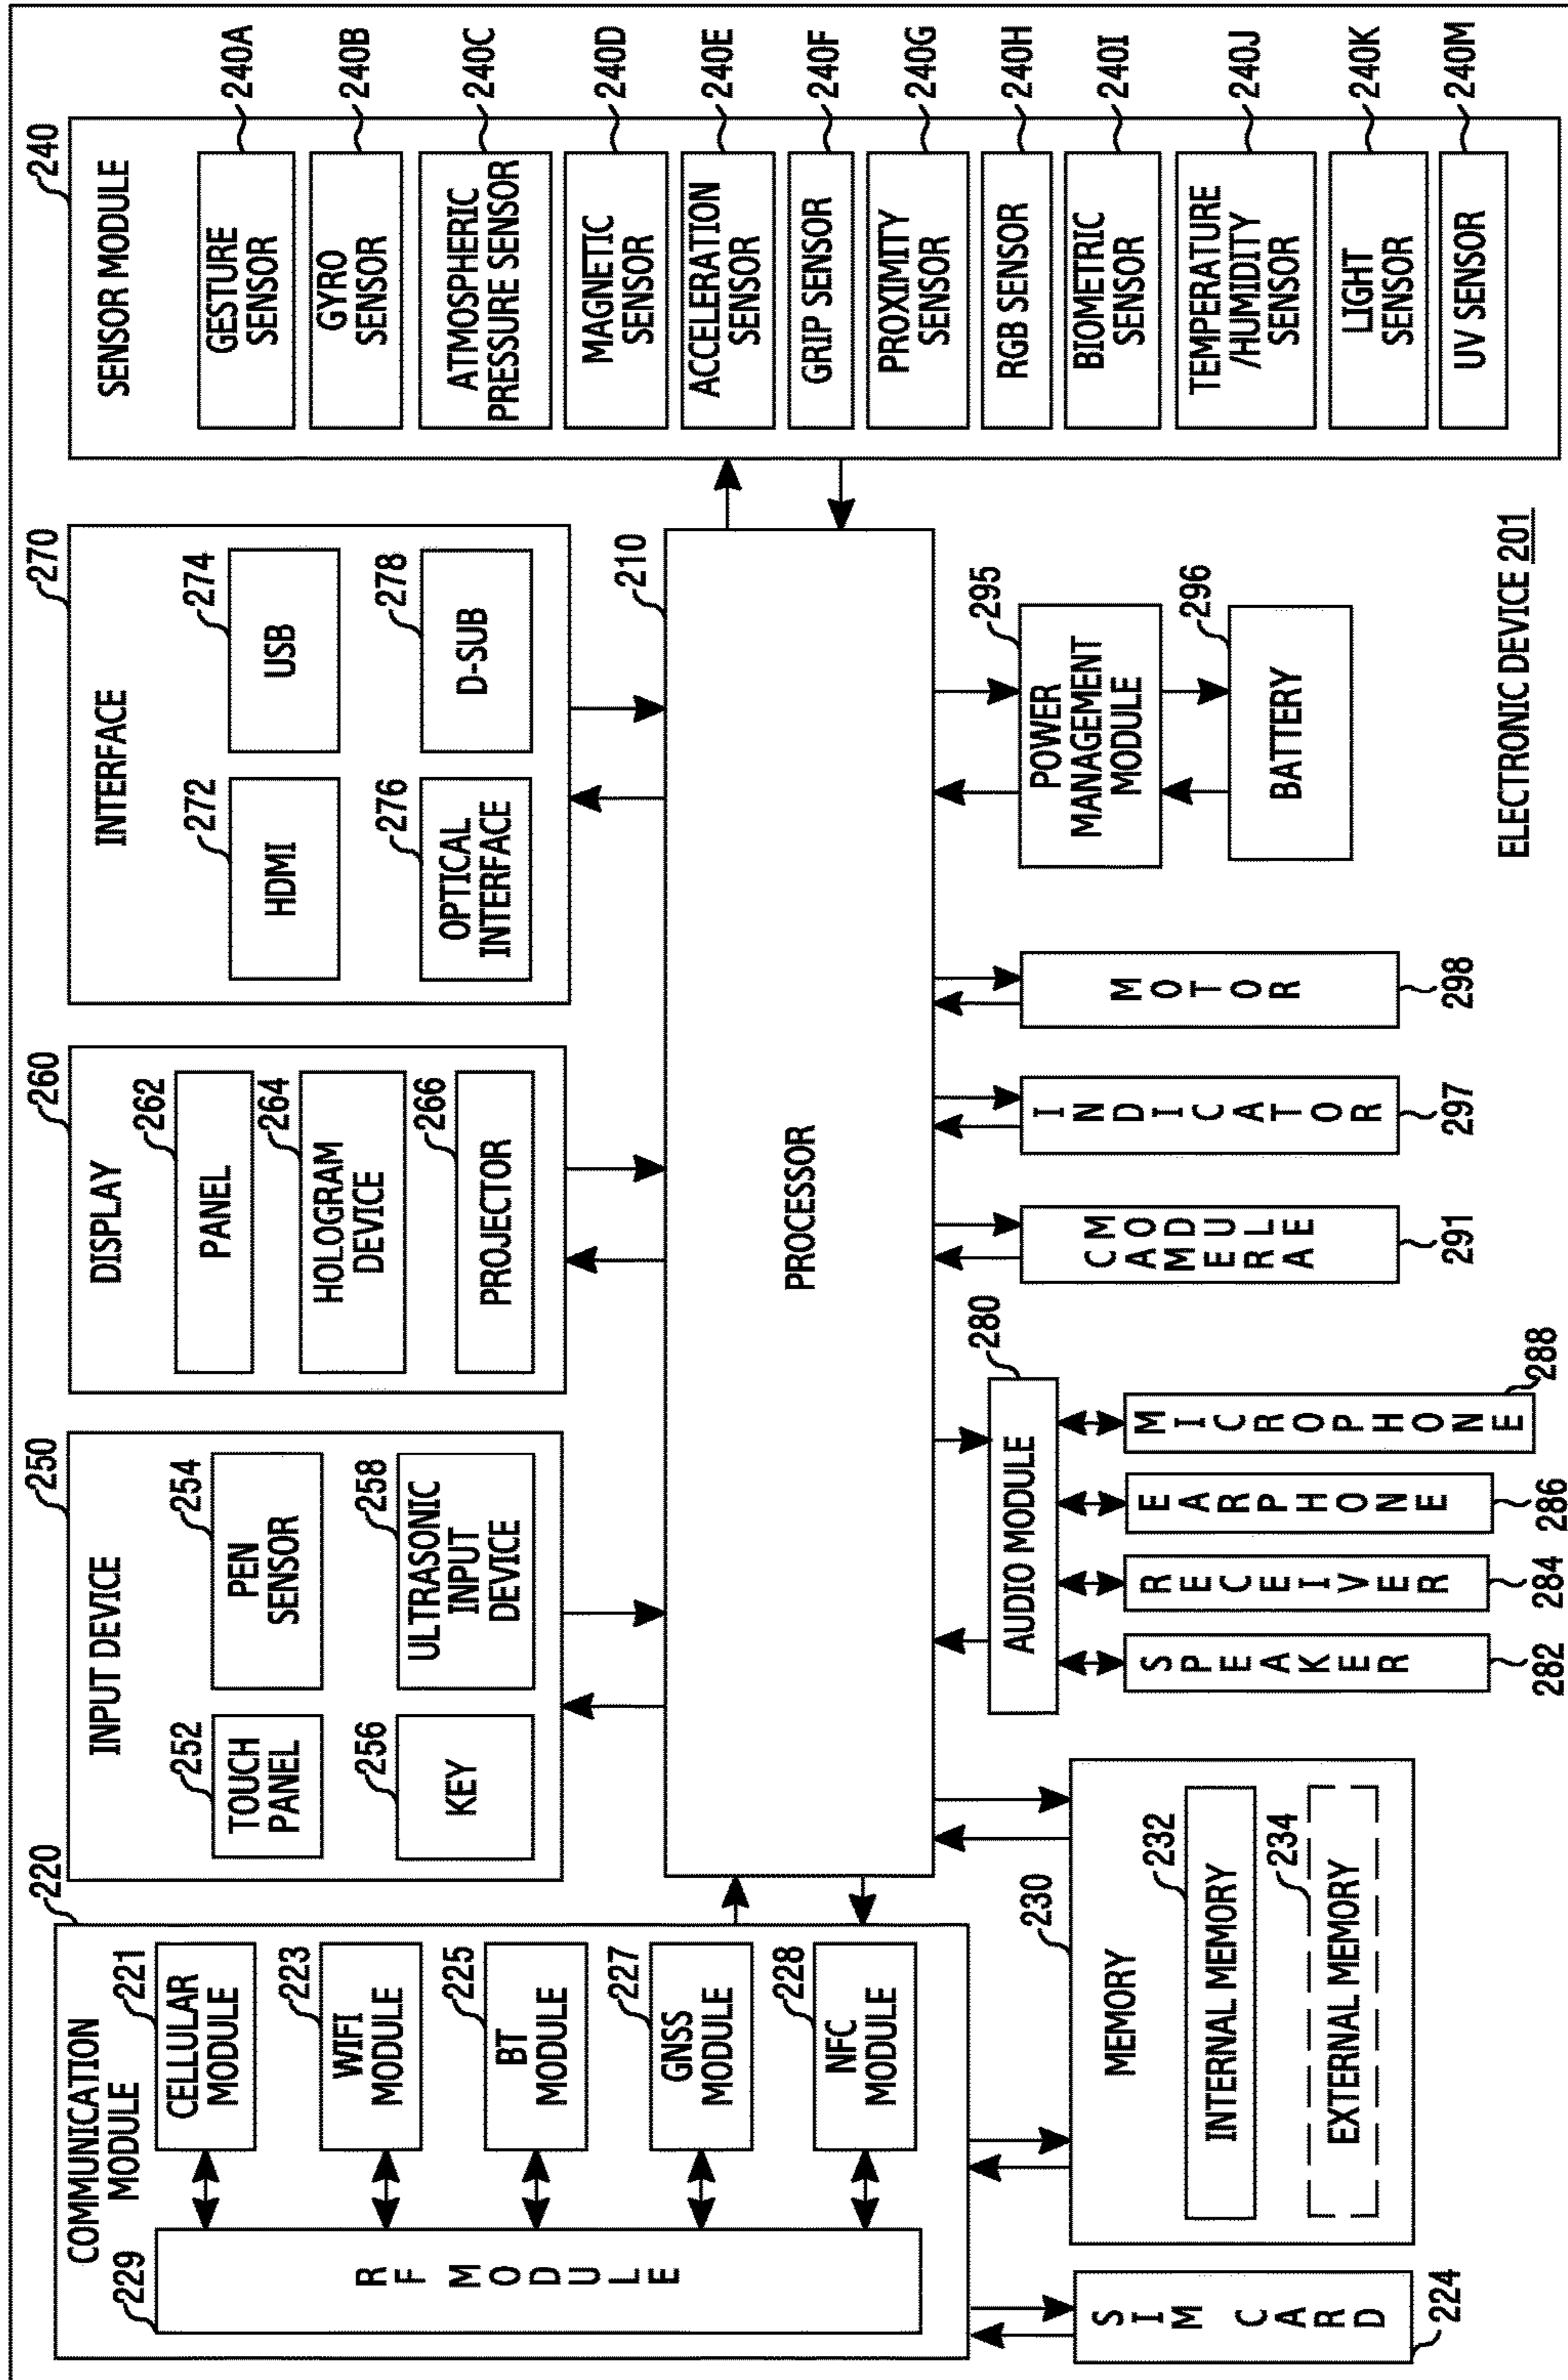 COMMUNICATION
MODULE
220
229
RF MODULE
221
CELLULAR
MODULE
223
WIFI
MODULE
225
BT
MODULE
227
GNSS
MODULE
228
NFC
MODULE
INPUT DEVICE
250
252
TOUCH
PANEL
254
PEN
SENSOR
256
KEY
258
ULTRASONIC
INPUT
DEVICE
DISPLAY
260
262
PANEL
264
HOLOGRAM
DEVICE
266
PROJECTOR
INTERFACE
270
272
HDMI
274
USB
276
OPTICAL
INTERFACE
278
D-SUB
240
SENSOR MODULE
GESTURE
SENSOR
240A
GYRO
SENSOR
240B
ATMOSPHERIC
PRESSURE SENSOR
240C
MAGNETIC
SENSOR
240D
ACCELERATION
SENSOR
240E
GRIP SENSOR
240F
PROXIMITY
SENSOR
240G
RGB SENSOR
240H
BIOMETRIC
SENSOR
240I
TEMPERATURE
/HUMIDITY
SENSOR
240J
LIGHT
SENSOR
240K
UV SENSOR
240M
PROCESSOR
210
SIM CARD
224
MEMORY
230
INTERNAL MEMORY
232
EXTERNAL MEMORY
234
AUDIO MODULE
280
SPEAKER
282
RECEIVER
284
EARPHONE
286
MICROPHONE
288
CAMERA
MODULE
291
INDICATOR
297
MOTOR
298
POWER
MANAGEMENT
MODULE
295
BATTERY
296
ELECTRONIC DEVICE 201